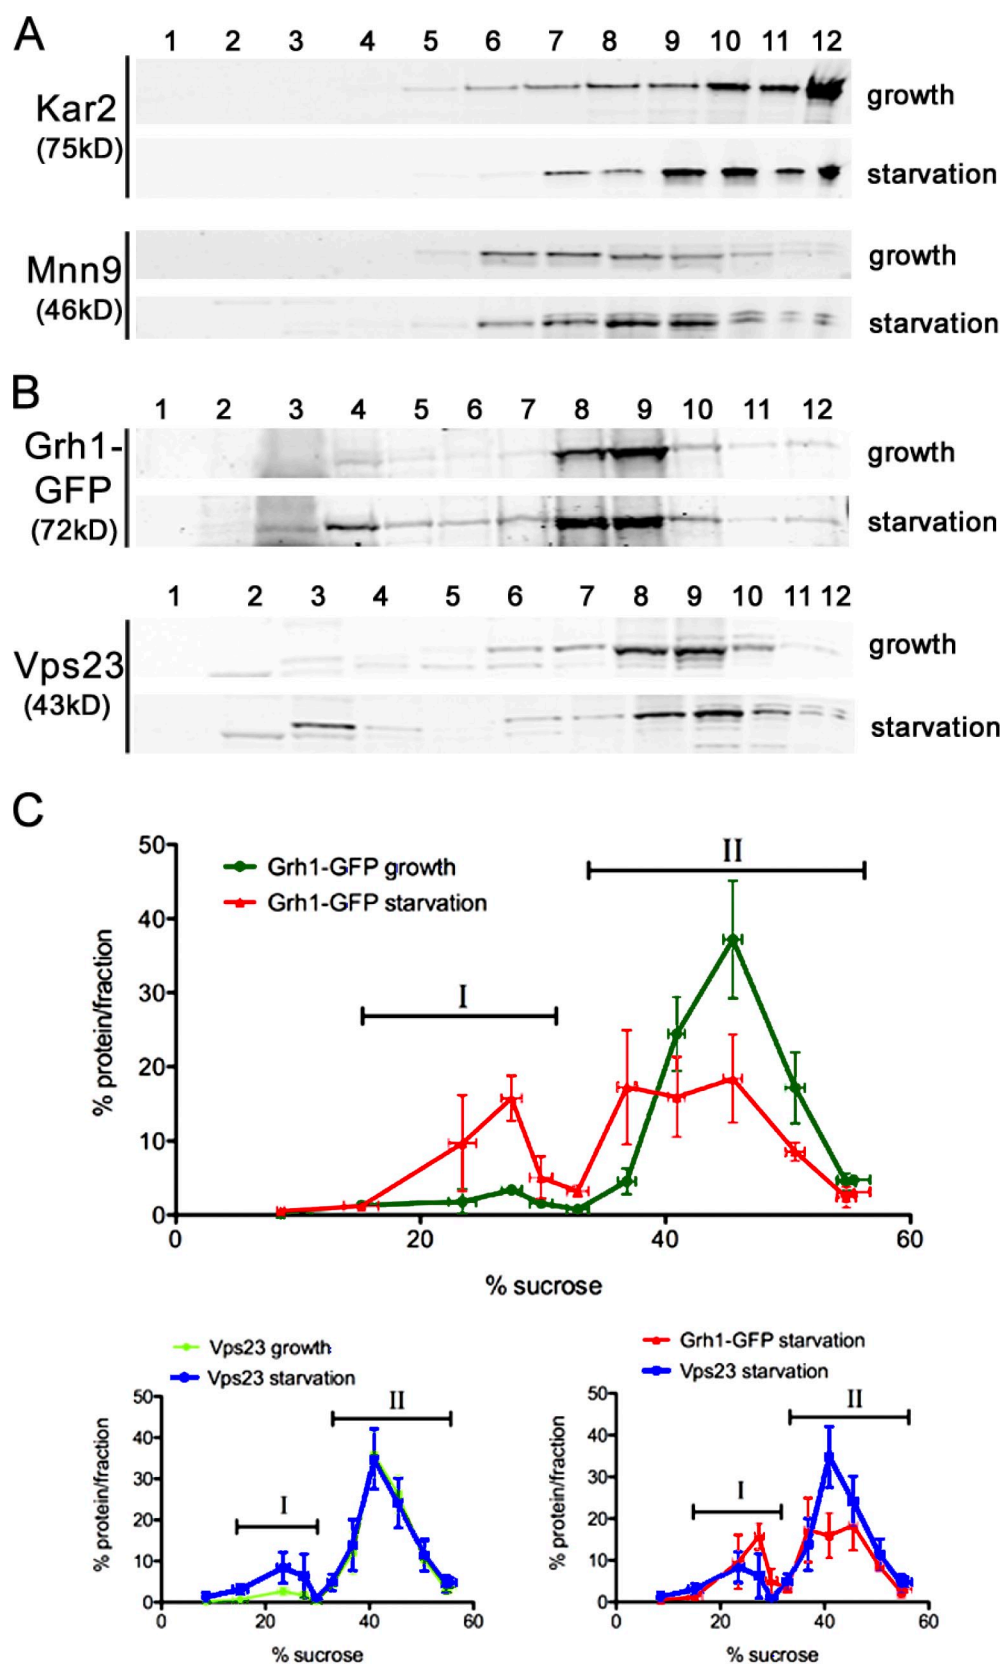 A
1 2 3 4 5 6 7 8 9 10 11 12
Kar2
(75kD)
growth
starvation
Mnn9
(46kD)
growth
starvation
B
1 2 3 4 5 6 7 8 9 10 11 12
Grh1-
GFP
(72kD)
growth
starvation
1 2 3 4 5 6 7 8 9 10 11 12
Vps23
(43kD)
growth
starvation
C
50
40
30
20
10
0
% protein/fraction
Grh1-GFP growth
Grh1-GFP starvation
I
II
0 20 40 60
% sucrose
Vps23 growth
Vps23 starvation
50
40
30
20
10
0
% protein/fraction
I
II
0 20 40 60
% sucrose
Grh1-GFP starvation
Vps23 starvation
50
40
30
20
10
0
% protein/fraction
I
II
0 20 40 60
% sucrose